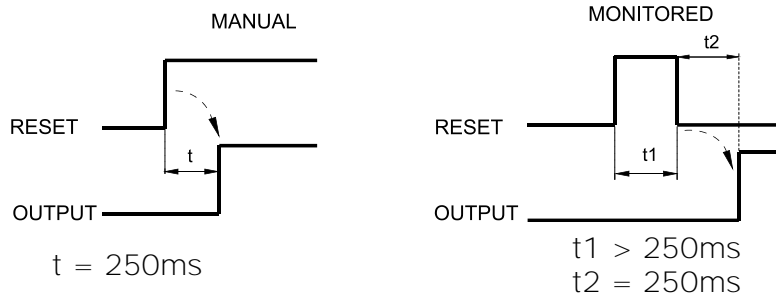 MANUAL
RESET
t
OUTPUT
t = 250ms
MONITORED
t2
RESET
t1
OUTPUT
t1 > 250ms
t2 = 250ms